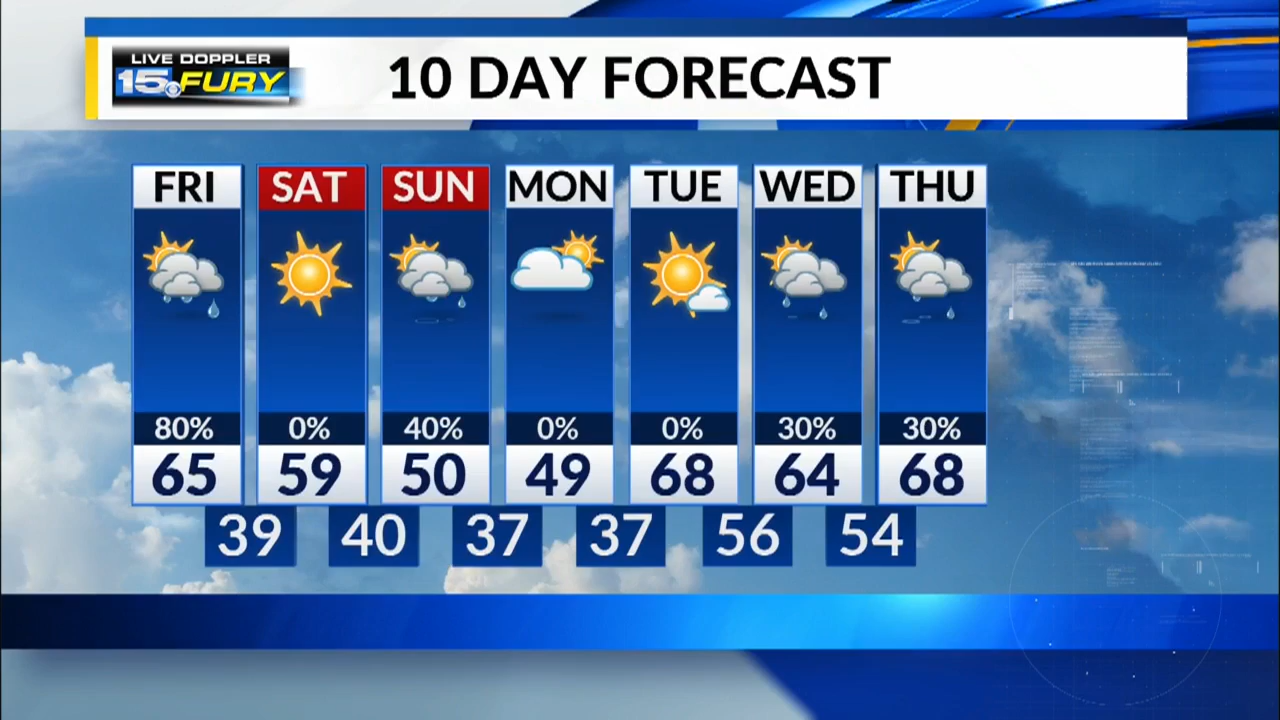 LIVE DOPPLER
15 FURY
10 DAY FORECAST
FRI SAT SUN MON TUE WED THU
80% 0% 40% 0% 0% 30% 30%
65 59 50 49 68 64 68
39 40 37 37 56 54